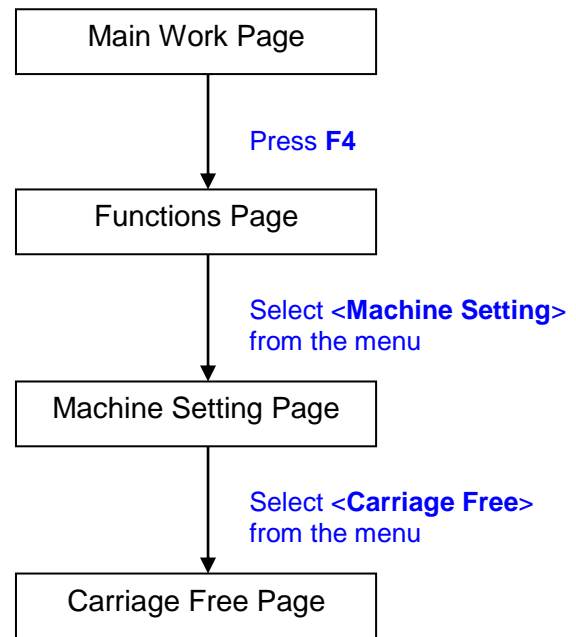 Main Work Page
Press F4
Functions Page
Select <Machine Setting>
from the menu
Machine Setting Page
Select <Carriage Free>
from the menu
Carriage Free Page